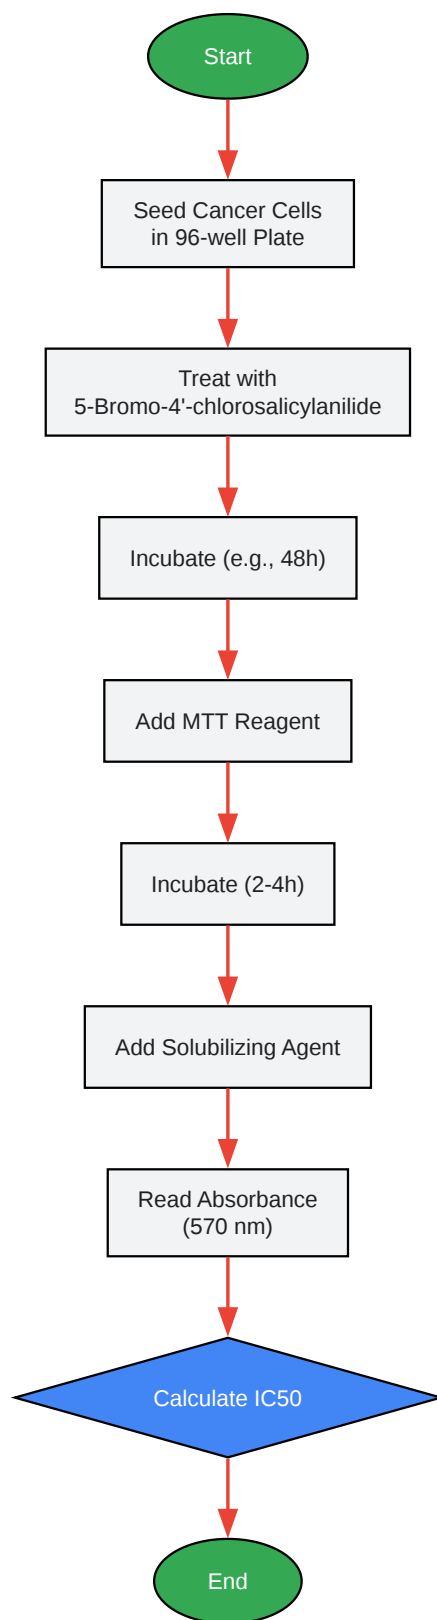 Start
Seed Cancer Cells
in 96-well Plate
Treat with
5-Bromo-4'-chlorosalicylanilide
Incubate (e.g., 48h)
Add MTT Reagent
Incubate (2-4h)
Add Solubilizing Agent
Read Absorbance
(570 nm)
Calculate IC50
End